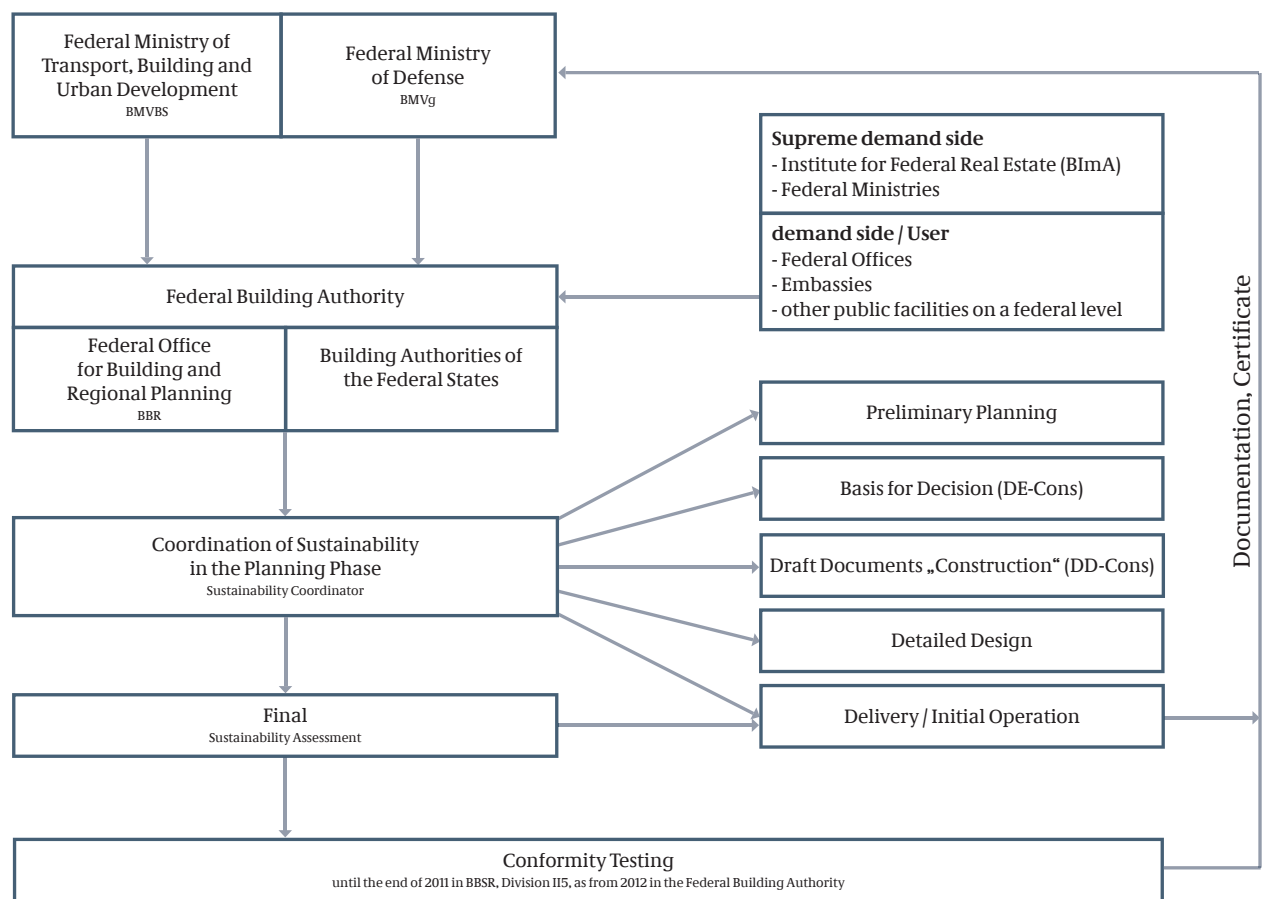 Federal Ministry of
Transport, Building and
Urban Development
BMVBS
Federal Ministry
of Defense
BMVg
Supreme demand side
- Institute for Federal Real Estate (BImA)
- Federal Ministries
demand side / User
- Federal Offices
- Embassies
- other public facilities on a federal level
Federal Building Authority
Federal Office
for Building and
Regional Planning
BBR
Building Authorities of
the Federal States
Coordination of Sustainability
in the Planning Phase
Sustainability Coordinator
Preliminary Planning
Basis for Decision (DE-Cons)
Draft Documents „Construction“ (DD-Cons)
Detailed Design
Delivery / Initial Operation
Final
Sustainability Assessment
Conformity Testing
until the end of 2011 in BBSR, Division II5, as from 2012 in the Federal Building Authority
Documentation, Certificate